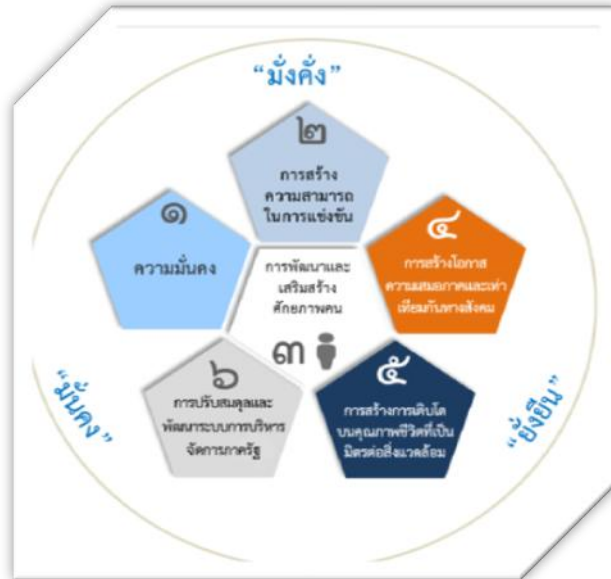 “มั่งคั่ง”
๒
การสร้าง
ความสามารถ
ในการแข่งขัน
๑
ความมั่นคง
๔
การสร้างโอกาส
ความเสมอภาคและเท่า
เทียมกันทางสังคม
การพัฒนาและ
เสริมสร้าง
ศักยภาพคน
๓
๖
การปรับสมดุลและ
พัฒนาระบบการบริหาร
จัดการภาครัฐ
๕
การสร้างการเติบโต
บนคุณภาพชีวิตที่เป็น
มิตรต่อสิ่งแวดล้อม
“มั่นคง”
“ยั่งยืน”